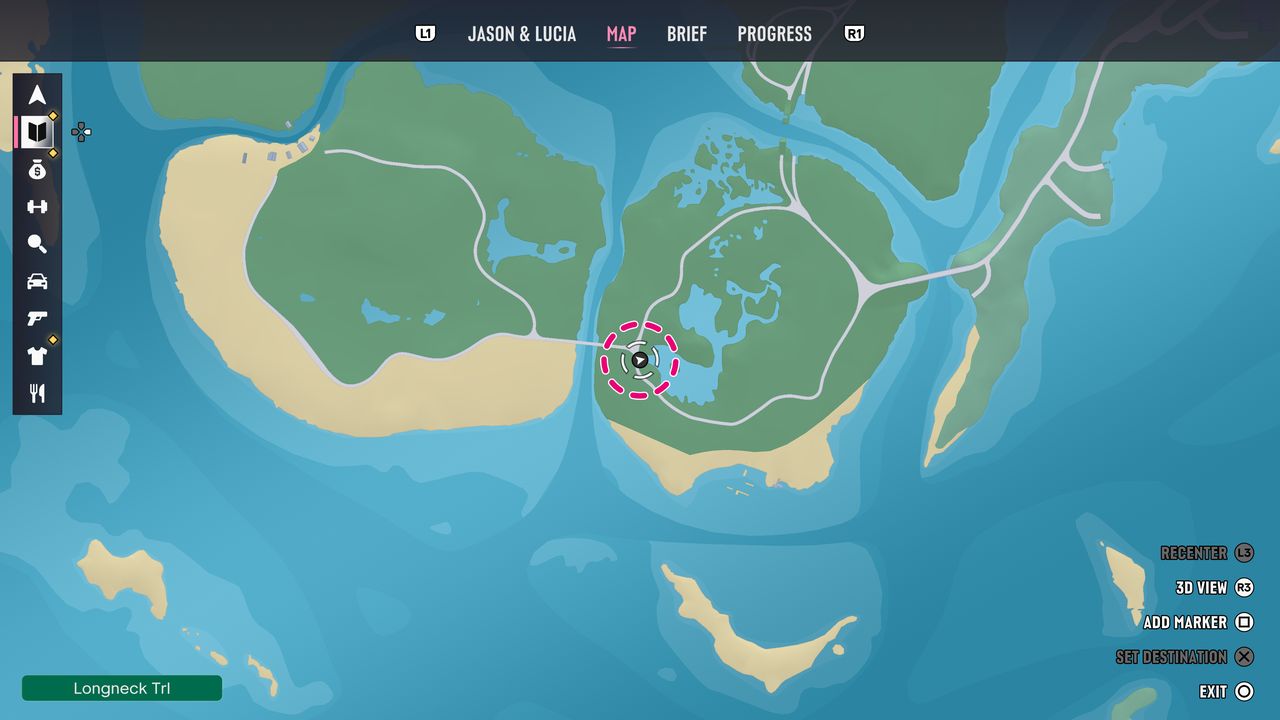 L1 JASON & LUCIA MAP BRIEF PROGRESS R1
$
RECENTER L3
3D VIEW R3
ADD MARKER
SET DESTINATION
EXIT
Longneck Trl